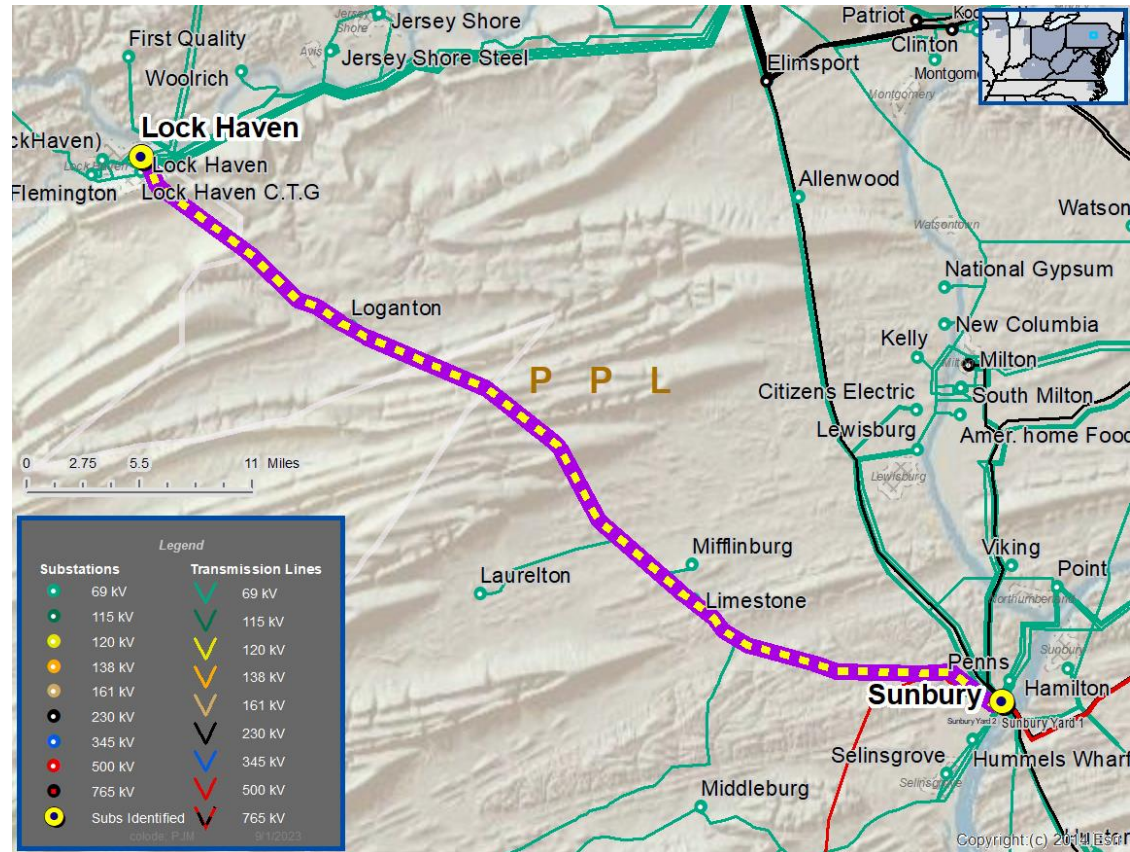 Jersey Shore
Jersey
Shore
Patriot
First Quality
Clinton
Avis
Jersey Shore Steel
Woolrich
Elimsport
Montgomery
Lock Haven
ckHaven)
Lock Haven
Flemington
Lock Haven C.T.G
Allenwood
Watson
Watsontown
National Gypsum
Loganton
New Columbia
Kelly
Milton
P P L
Citizens Electric
South Milton
Lewisburg
Amer. home Food
Lewisburg
0 2.75 5.5 11 Miles
Mifflinburg
Viking
Laurelton
Point
Limestone
Northumberland
Sunbury
Penns
Sunbury
Hamilton
Sunbury Yard 2
Sunbury Yard 1
Selinsgrove
Hummels Wharf
Selinsgrove
Middleburg
Legend
Substations
Transmission Lines
69 kV
69 kV
115 kV
115 kV
120 kV
120 kV
138 kV
138 kV
161 kV
161 kV
230 kV
230 kV
345 kV
345 kV
500 kV
500 kV
765 kV
765 kV
Subs Identified
9/1/2023
Copyright:(c) 2014 Esri